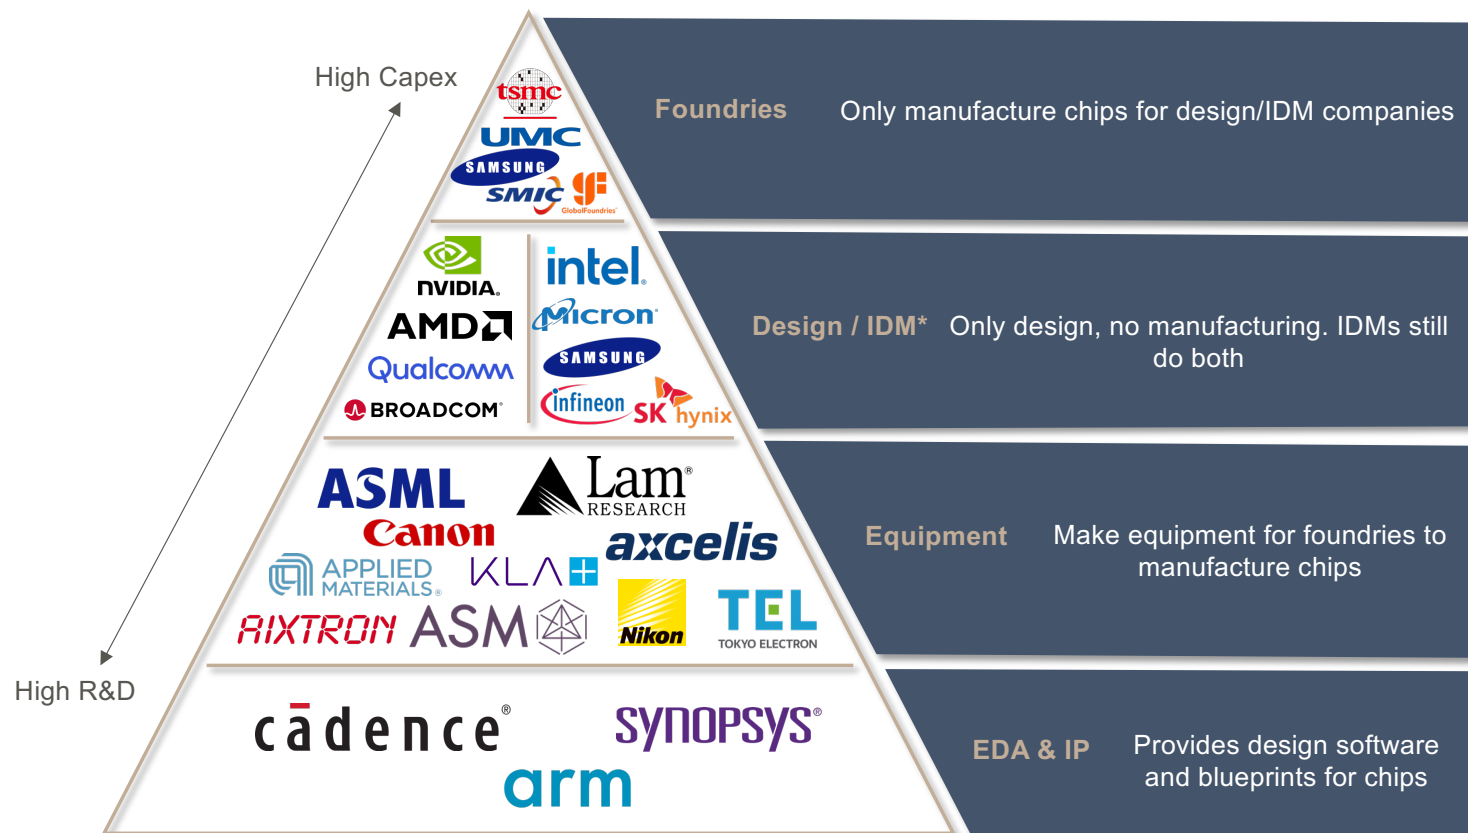 High Capex
tsmc
UMC
SAMSUNG
SMIC
GlobalFoundries
Foundries
Only manufacture chips for design/IDM companies
NVIDIA.
AMD
Qualcomm
BROADCOM®
intel®
Micron®
SAMSUNG
infineon
SK hynix
Design / IDM*
Only design, no manufacturing. IDMs still
do both
ASML
Lam®
RESEARCH
Canon
axcelis
APPLIED
MATERIALS®
KLA+
AIXTRON
ASM
Nikon
TEL
TOKYO ELECTRON
Equipment
Make equipment for foundries to
manufacture chips
High R&D
cādence®
SYNOPSYS®
arm
EDA & IP
Provides design software
and blueprints for chips